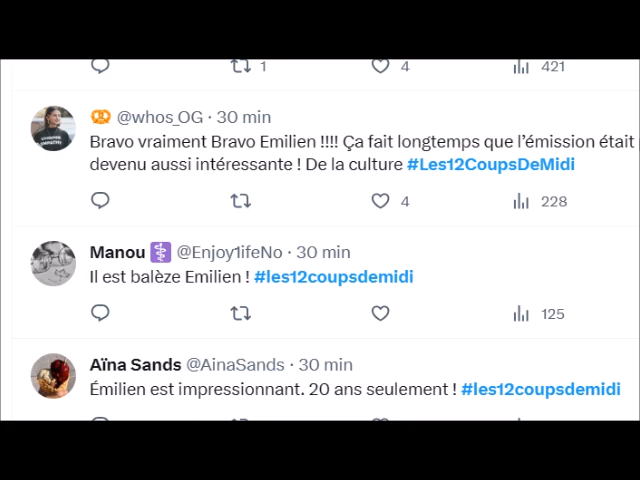 1 4 421
@whos_OG · 30 min
Bravo vraiment Bravo Emilien !!!! Ça fait longtemps que l'émission était
devenu aussi intéressante ! De la culture #Les12CoupsDeMidi
4 228
Manou @Enjoy1ifeNo · 30 min
Il est balèze Emilien ! #les12coupsdemidi
125
Aïna Sands @AinaSands · 30 min
Émilien est impressionnant. 20 ans seulement ! #les12coupsdemidi